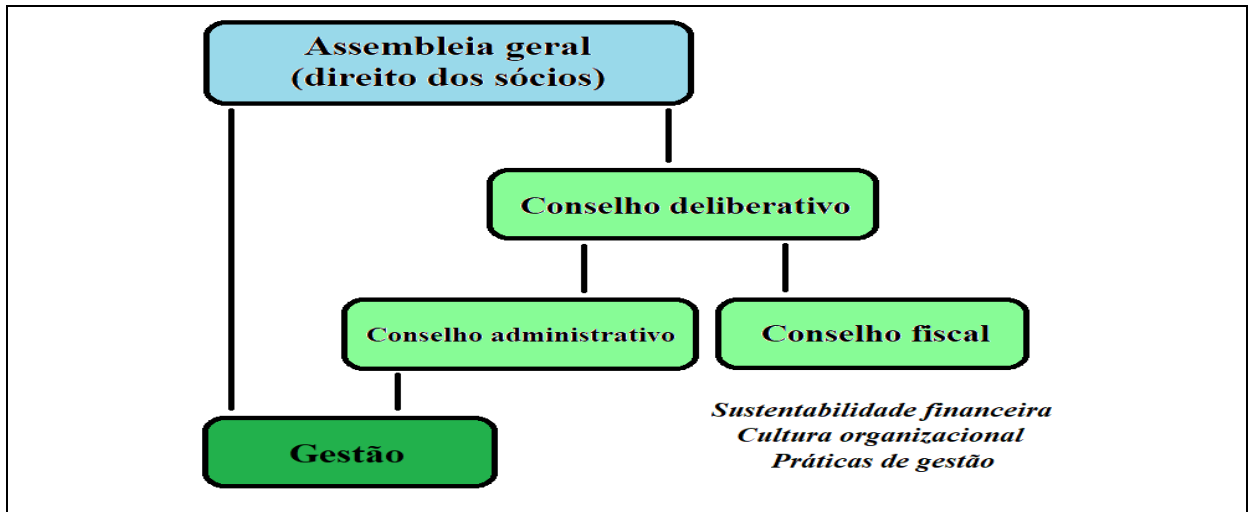 Assembleia geral
(direito dos sócios)
Conselho deliberativo
Conselho administrativo
Conselho fiscal
Sustentabilidade financeira
Cultura organizacional
Práticas de gestão
Gestão